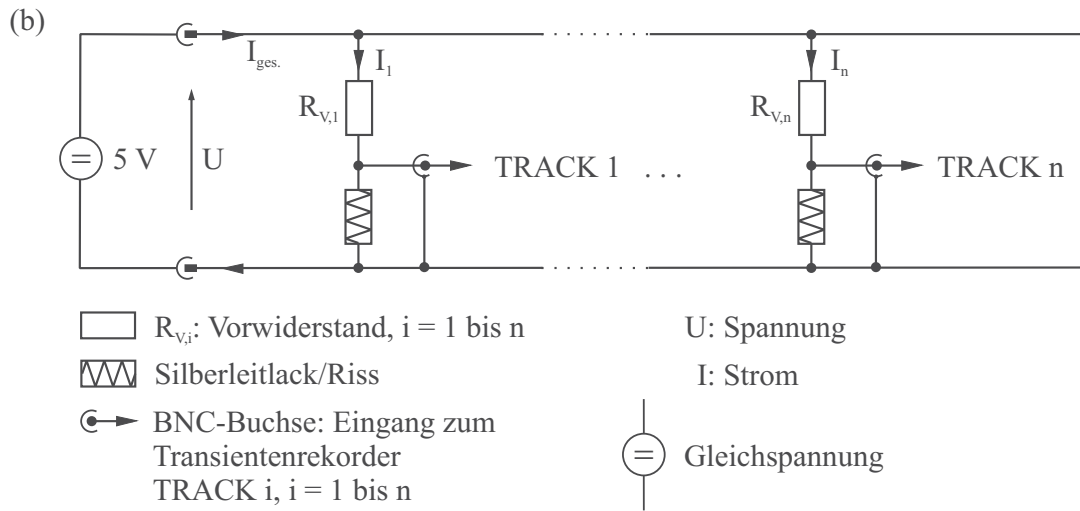 (b)
I_ges.
I_1
I_n
R_V,1
R_V,n
5 V
U
TRACK 1 . . .
TRACK n
R_V,i: Vorwiderstand, i = 1 bis n
U: Spannung
Silberleitlack/Riss
I: Strom
BNC-Buchse: Eingang zum
Transientenrekorder
TRACK i, i = 1 bis n
Gleichspannung